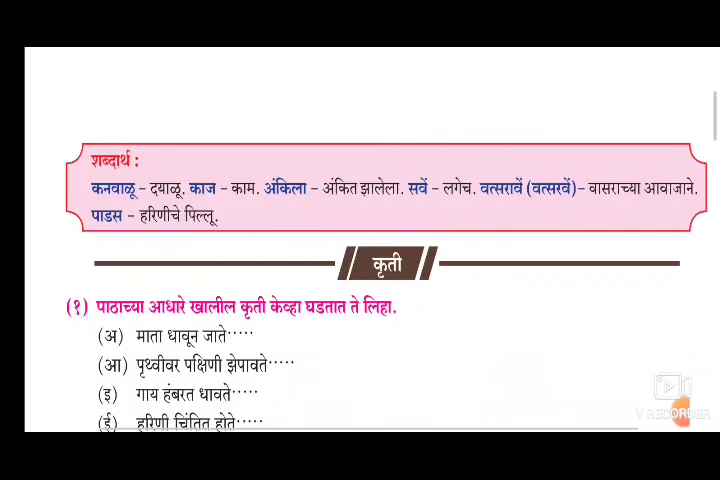 शब्दार्थ :
कनवाळू – दयाळू. काज – काम. अंकिला – अंकित झालेला. सवें – लगेच. वत्सरावें (वत्सरवें)– वासराच्या आवाजाने.
पाडस – हरिणीचे पिल्लू.
कृती
(१) पाठाच्या आधारे खालील कृती केव्हा घडतात ते लिहा.
(अ) माता धावून जाते·····
(आ) पृथ्वीवर पक्षिणी झेपावते·····
(इ) गाय हंबरत धावते·····
(ई) हरिणी चिंतित होते·····
V RECORDER